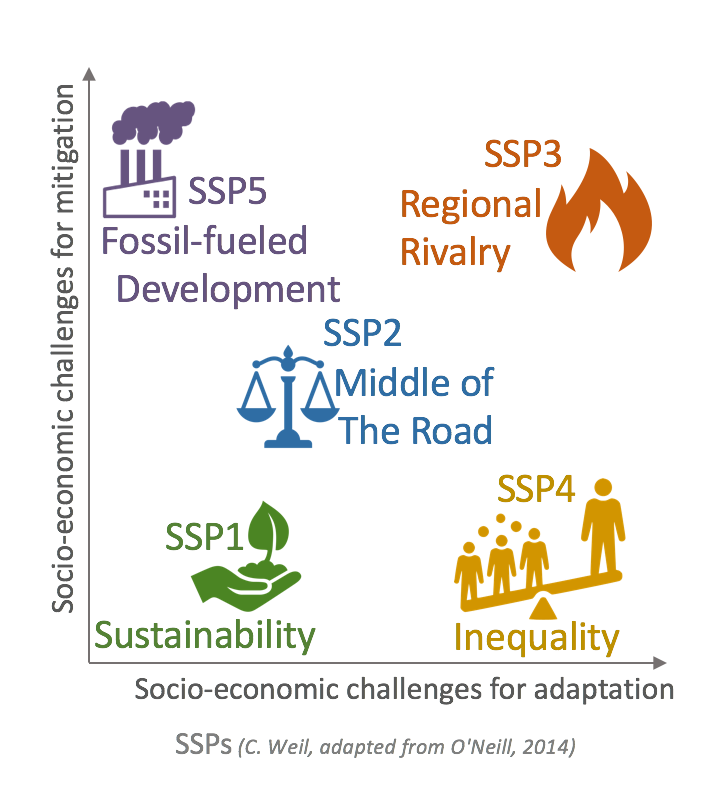 Socio-economic challenges for mitigation
SSP5
Fossil-fueled
Development
SSP3
Regional
Rivalry
SSP2
Middle of
The Road
SSP1
Sustainability
SSP4
Inequality
Socio-economic challenges for adaptation
SSPs (C. Weil, adapted from O'Neill, 2014)